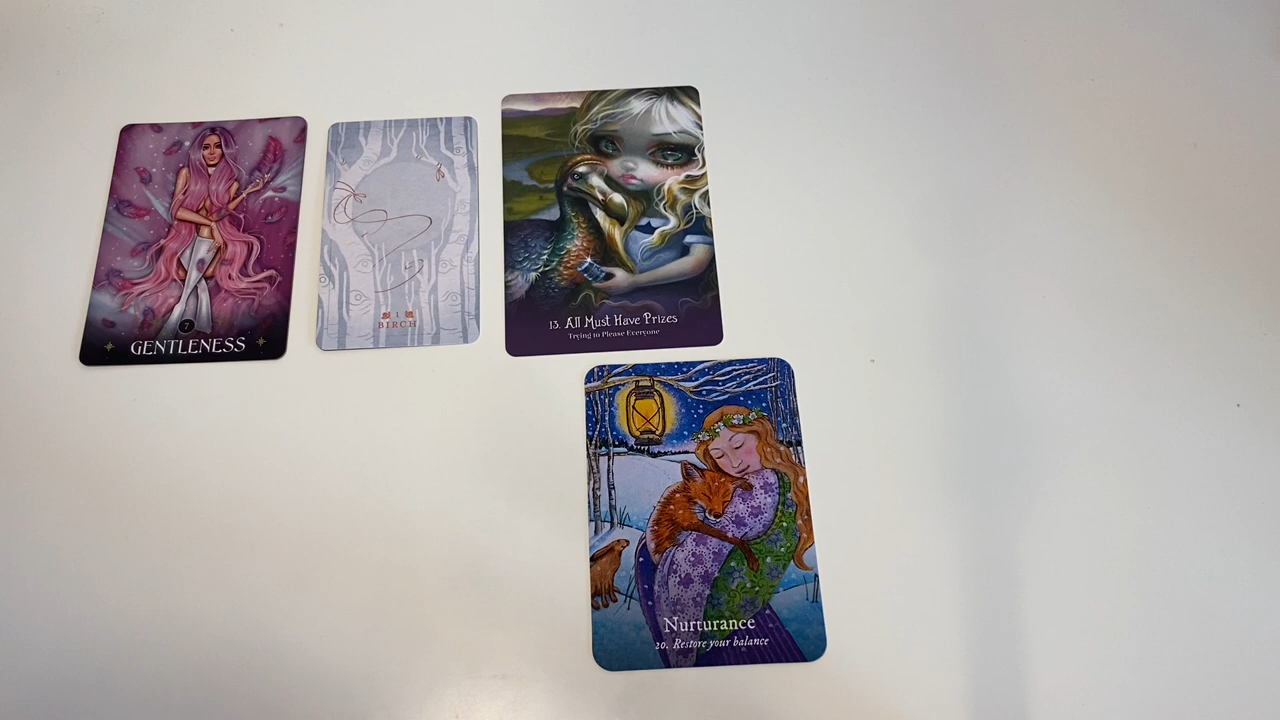 7
GENTLENESS
1
BIRCH
13. All Must Have Prizes
Trying to Please Everyone
Nurturance
20. Restore your balance